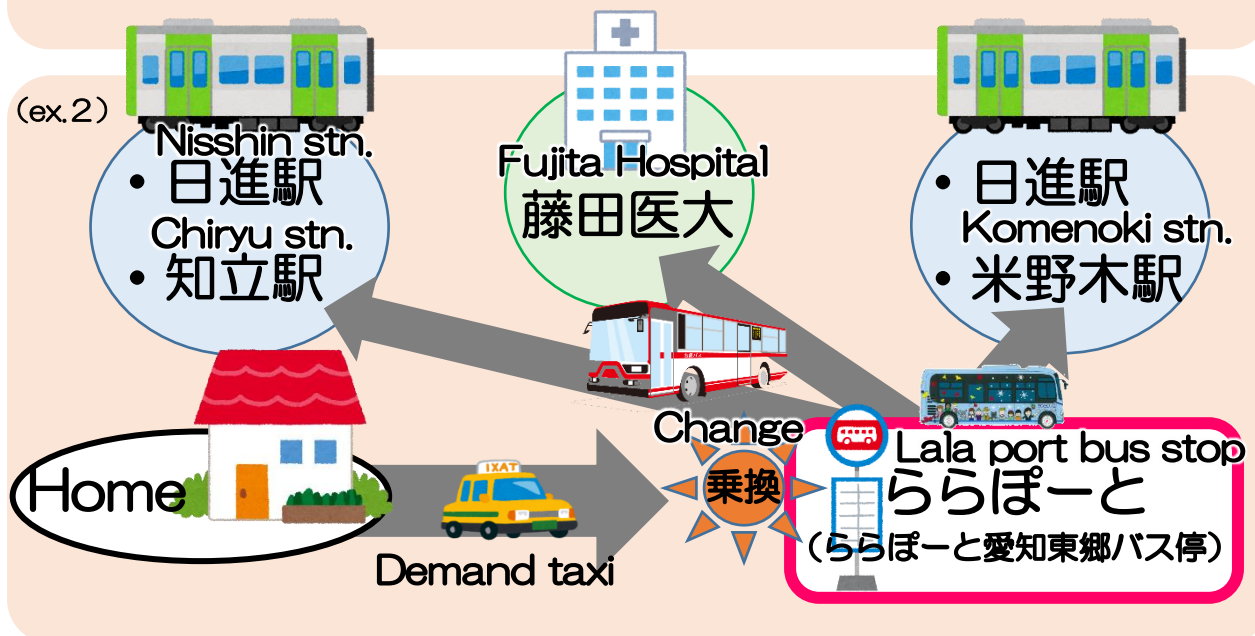 (ex.2)
Nisshin stn.
・日進駅
Chiryu stn.
・知立駅
Fujita Hospital
藤田医大
・日進駅
Komenoki stn.
・米野木駅
Home
TAXI
Demand taxi
Change
乗換
Lala port bus stop
ららぽーと
(ららぽーと愛知東郷バス停)